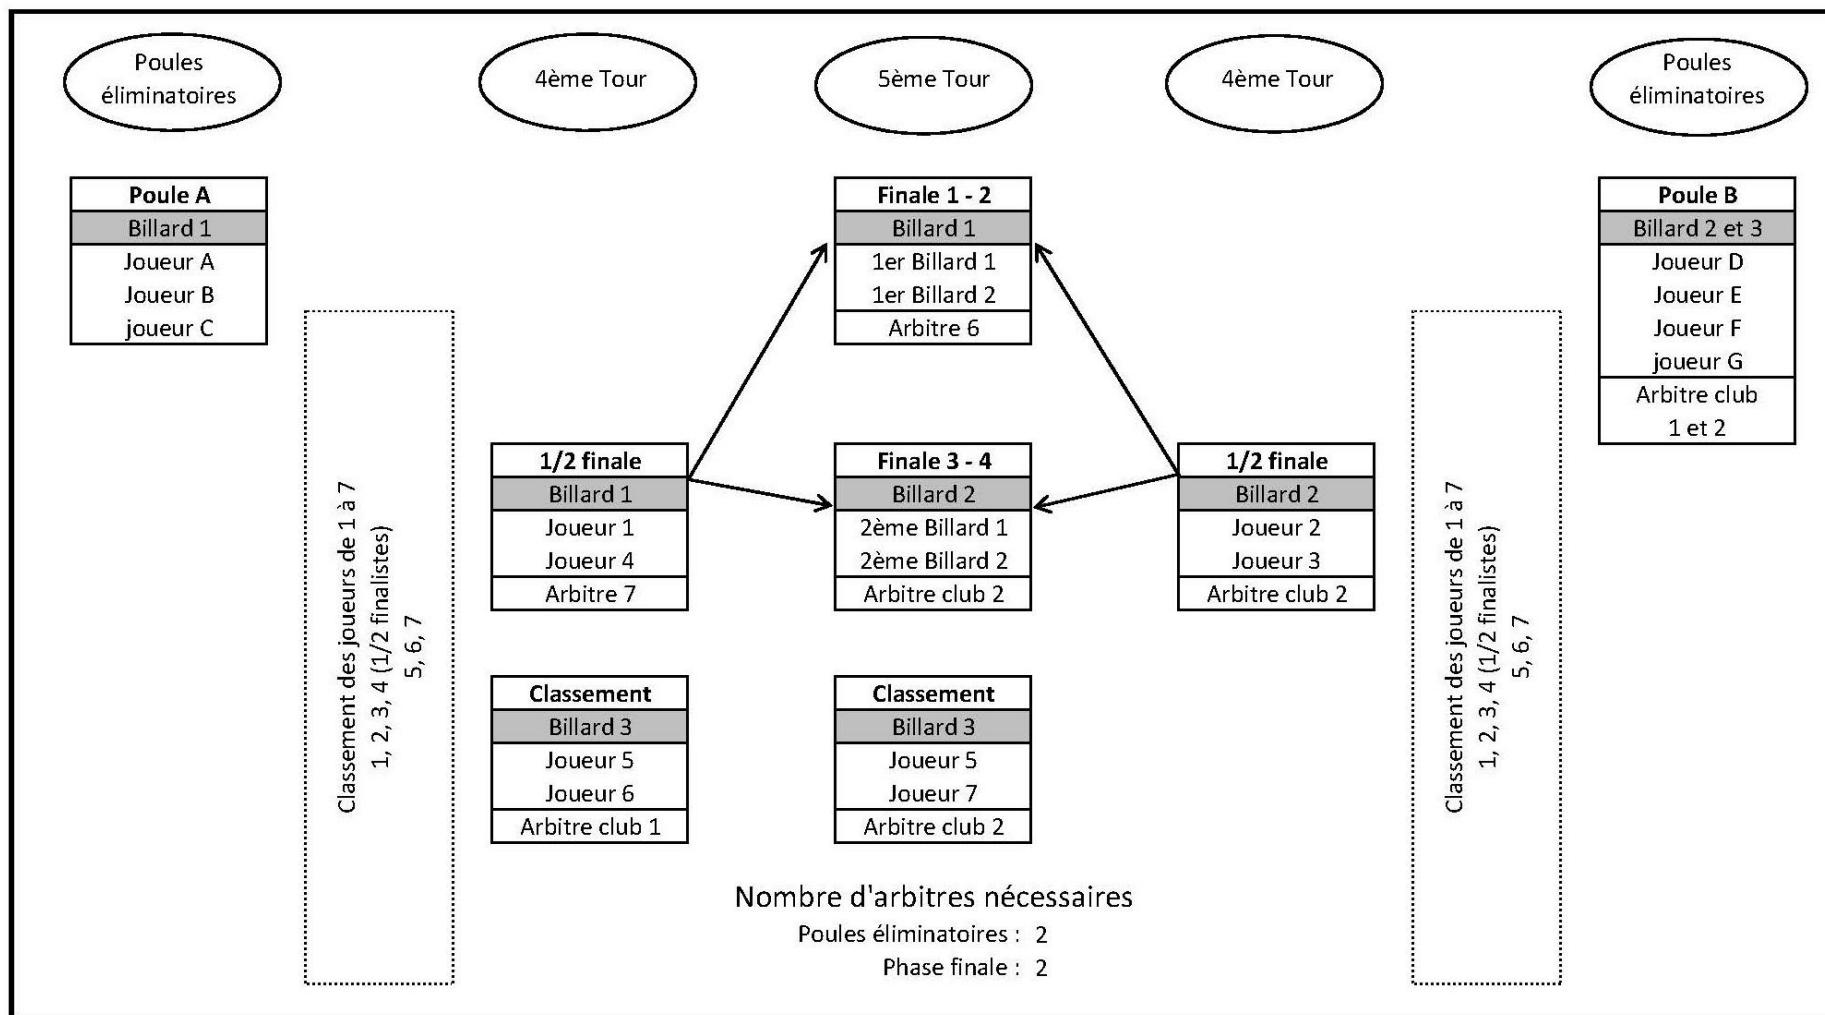 Poules
éliminatoires
4ème Tour
5ème Tour
4ème Tour
Poules
éliminatoires
Poule A
Billard 1
Joueur A
Joueur B
joueur C
Finale 1 - 2
Billard 1
1er Billard 1
1er Billard 2
Arbitre 6
Poule B
Billard 2 et 3
Joueur D
Joueur E
Joueur F
joueur G
Arbitre club
1 et 2
Classement des joueurs de 1 à 7
1, 2, 3, 4 (1/2 finalistes)
5, 6, 7
1/2 finale
Billard 1
Joueur 1
Joueur 4
Arbitre 7
Finale 3 - 4
Billard 2
2ème Billard 1
2ème Billard 2
Arbitre club 2
1/2 finale
Billard 2
Joueur 2
Joueur 3
Arbitre club 2
Classement des joueurs de 1 à 7
1, 2, 3, 4 (1/2 finalistes)
5, 6, 7
Classement
Billard 3
Joueur 5
Joueur 6
Arbitre club 1
Classement
Billard 3
Joueur 5
Joueur 7
Arbitre club 2
Nombre d'arbitres nécessaires
Poules éliminatoires : 2
Phase finale : 2